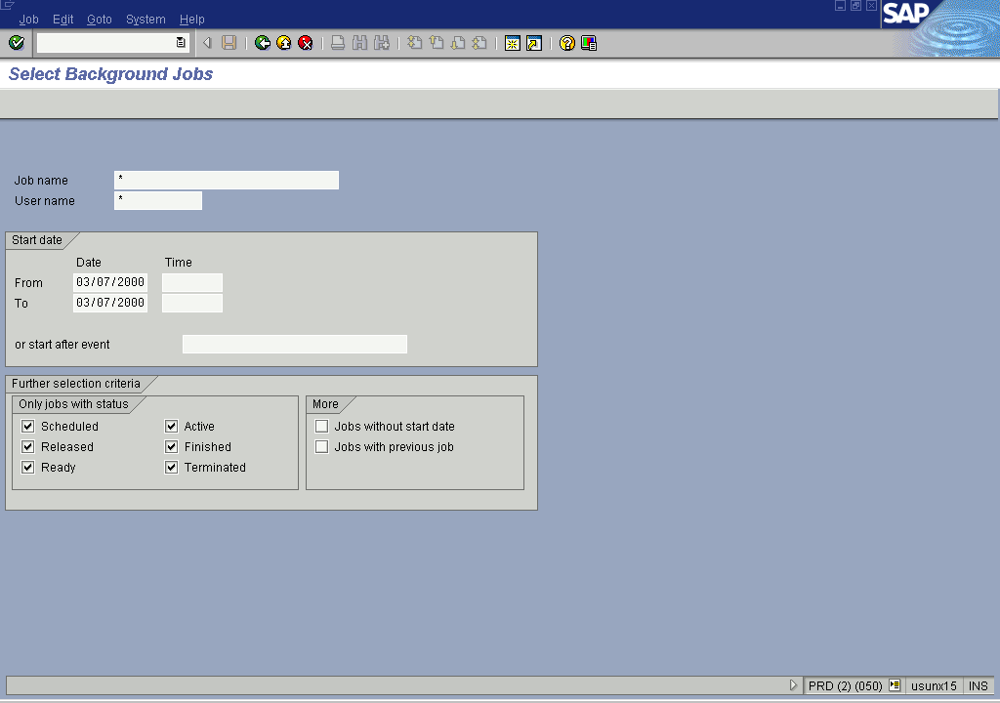 Job Edit Goto System Help
SAP
Select Background Jobs
Job name *
User name *
Start date
Date Time
From 03/07/2000
To 03/07/2000
or start after event
Further selection criteria
Only jobs with status
More
Scheduled Active
Jobs without start date
Released Finished
Jobs with previous job
Ready Terminated
PRD (2) (050) usunx15 INS